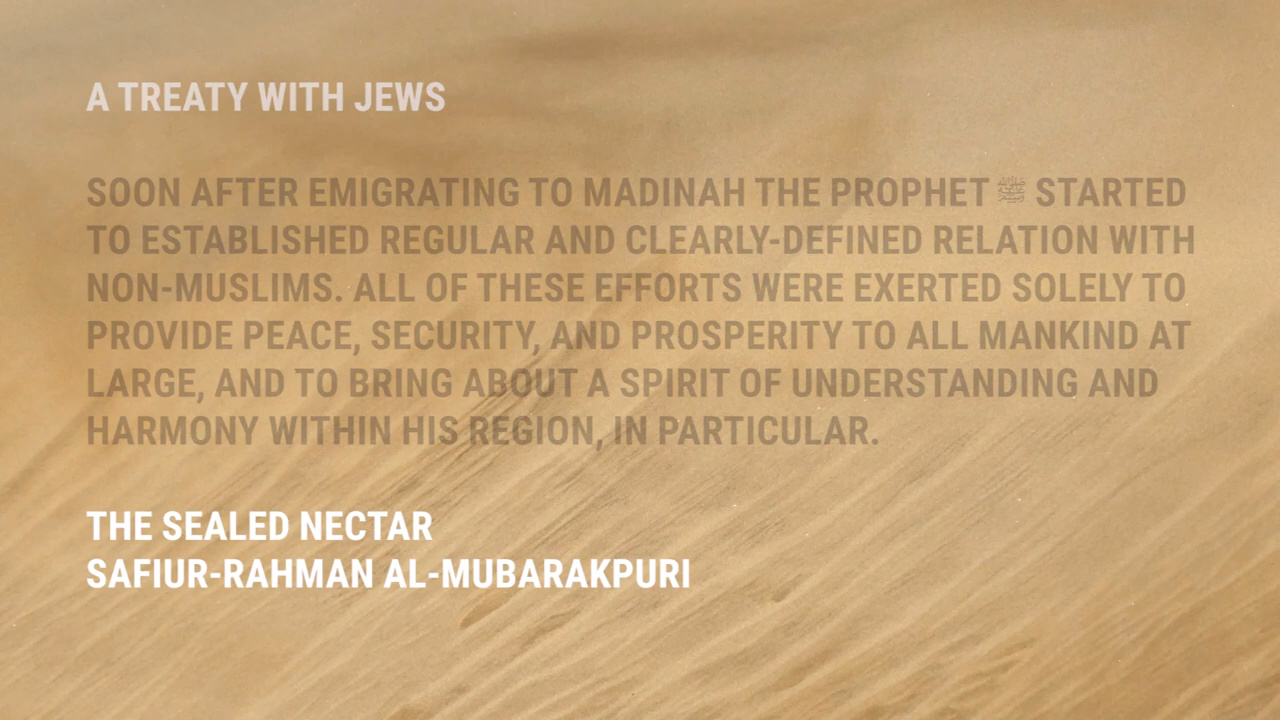 A TREATY WITH JEWS
SOON AFTER EMIGRATING TO MADINAH THE PROPHET ﷺ STARTED
TO ESTABLISHED REGULAR AND CLEARLY-DEFINED RELATION WITH
NON-MUSLIMS. ALL OF THESE EFFORTS WERE EXERTED SOLELY TO
PROVIDE PEACE, SECURITY, AND PROSPERITY TO ALL MANKIND AT
LARGE, AND TO BRING ABOUT A SPIRIT OF UNDERSTANDING AND
HARMONY WITHIN HIS REGION, IN PARTICULAR.
THE SEALED NECTAR
SAFIUR-RAHMAN AL-MUBARAKPURI